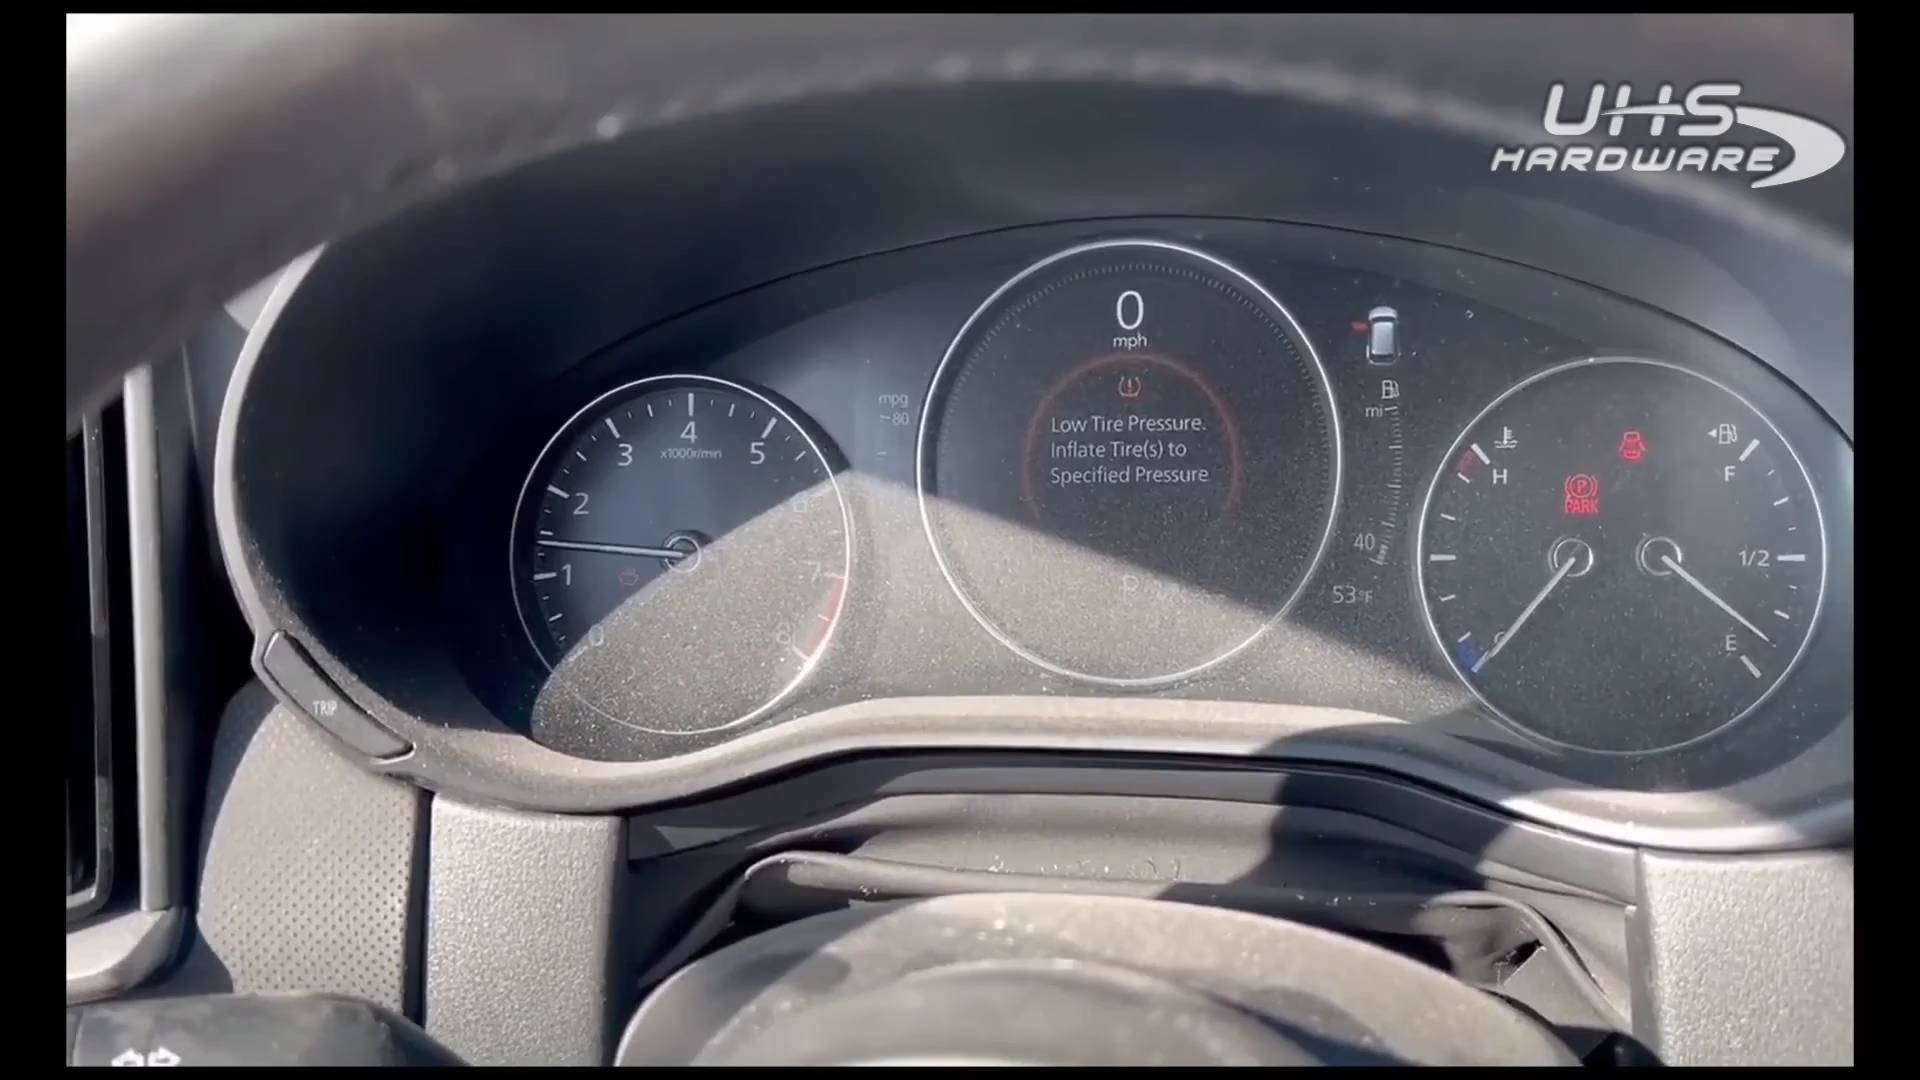 UHS
HARDWARE
0
mph
Low Tire Pressure.
Inflate Tire(s) to
Specified Pressure
P
mpg
80
mi
40
53°F
0
1
2
3
4
5
7
8
x1000r/min
H
C
PARK
F
1/2
E
TRIP